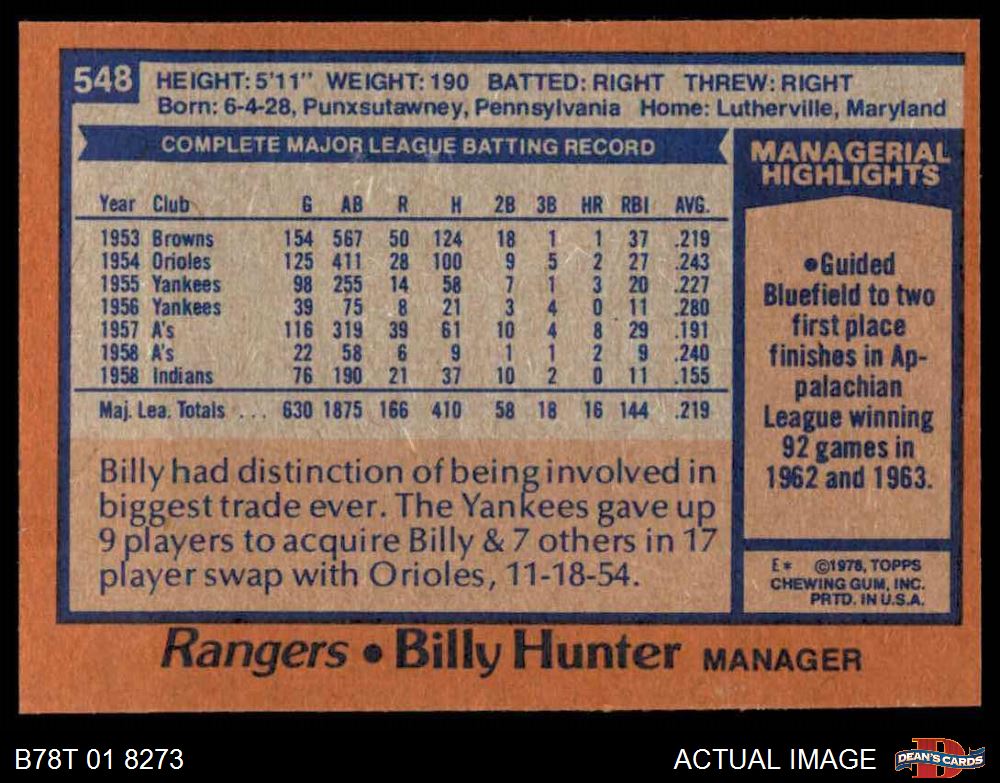 548
HEIGHT: 5'11" WEIGHT: 190 BATTED: RIGHT THREW: RIGHT
Born: 6-4-28, Punxsutawney, Pennsylvania Home: Lutherville, Maryland
COMPLETE MAJOR LEAGUE BATTING RECORD
Year Club G AB R H 2B 3B HR RBI AVG.
1953 Browns 154 567 50 124 18 1 1 37 .219
1954 Orioles 125 411 28 100 9 5 2 27 .243
1955 Yankees 98 255 14 58 7 1 3 20 .227
1956 Yankees 39 75 8 21 3 4 0 11 .280
1957 A's 116 319 39 61 10 4 8 29 .191
1958 A's 22 58 6 9 1 1 2 9 .240
1958 Indians 76 190 21 37 10 2 0 11 .155
Maj. Lea. Totals ... 630 1875 166 410 58 18 16 144 .219
MANAGERIAL
HIGHLIGHTS
•Guided
Bluefield to two
first place
finishes in Ap-
palachian
League winning
92 games in
1962 and 1963.
Billy had distinction of being involved in
biggest trade ever. The Yankees gave up
9 players to acquire Billy & 7 others in 17
player swap with Orioles, 11-18-54.
E* ©1978, TOPPS
CHEWING GUM, INC.
PRTD. IN U.S.A.
Rangers • Billy Hunter MANAGER
B78T 01 8273
ACTUAL IMAGE
D
DEAN'S CARDS